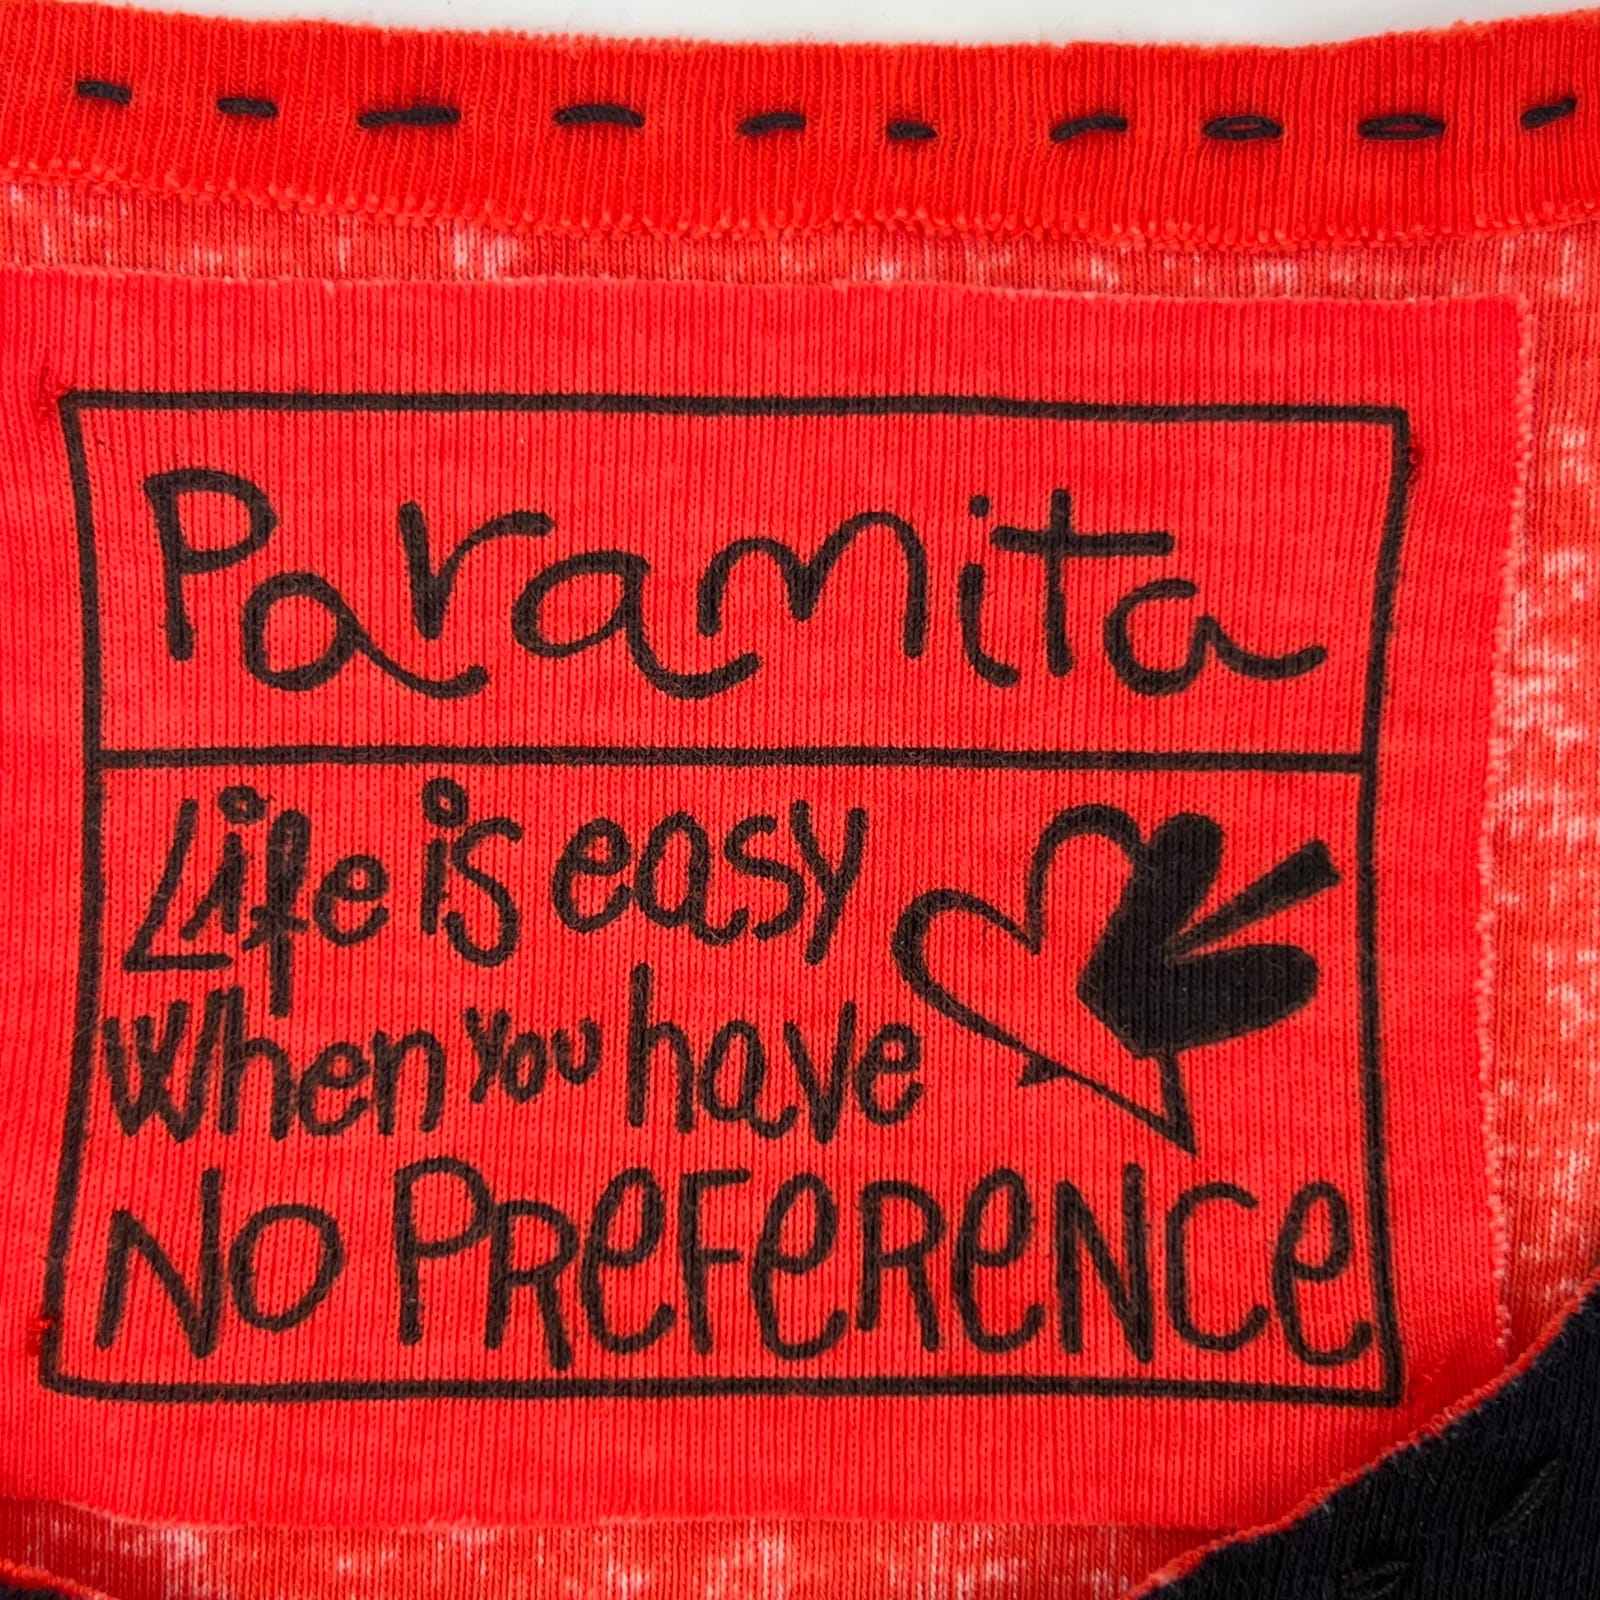 Paramita
Life is easy
When you have
NO PReFeReNCe